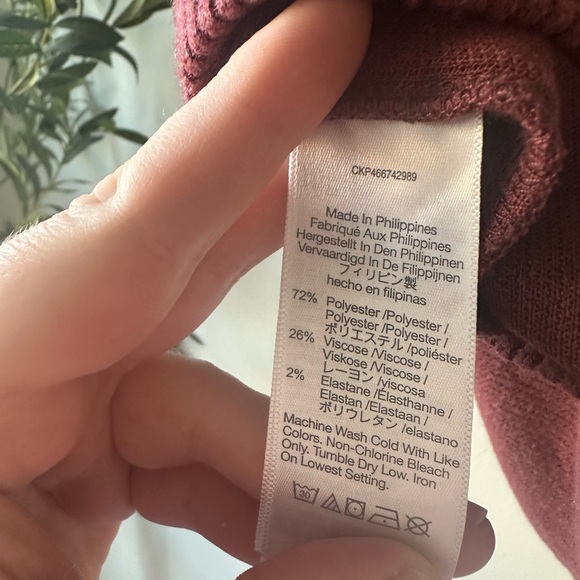 CKP466742989
Made In Philippines
Fabriqué Aux Philippines
Hergestellt In Den Philippinen
Vervaardigd In De Filippijnen
フィリピン製
hecho en filipinas
72% Polyester /Polyester /
Polyester /Polyester /
ポリエステル /poliéster
26% Viscose /Viscose /
Viskose /Viscose /
レーヨン /viscosa
2% Elastane /Élasthanne /
Elastan /Elastaan /
ポリウレタン /elastano
Machine Wash Cold With Like
Colors. Non-Chlorine Bleach
Only. Tumble Dry Low. Iron
On Lowest Setting.
30